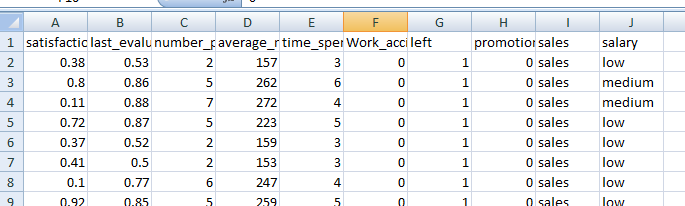 A B C D E F G H I J
1 satisfactic last_evalu number_p average_r time_sper Work_acci left promotion sales salary
2 0.38 0.53 2 157 3 0 1 0 sales low
3 0.8 0.86 5 262 6 0 1 0 sales medium
4 0.11 0.88 7 272 4 0 1 0 sales medium
5 0.72 0.87 5 223 5 0 1 0 sales low
6 0.37 0.52 2 159 3 0 1 0 sales low
7 0.41 0.5 2 153 3 0 1 0 sales low
8 0.1 0.77 6 247 4 0 1 0 sales low
9 0.92 0.85 5 259 5 0 1 0 sales low